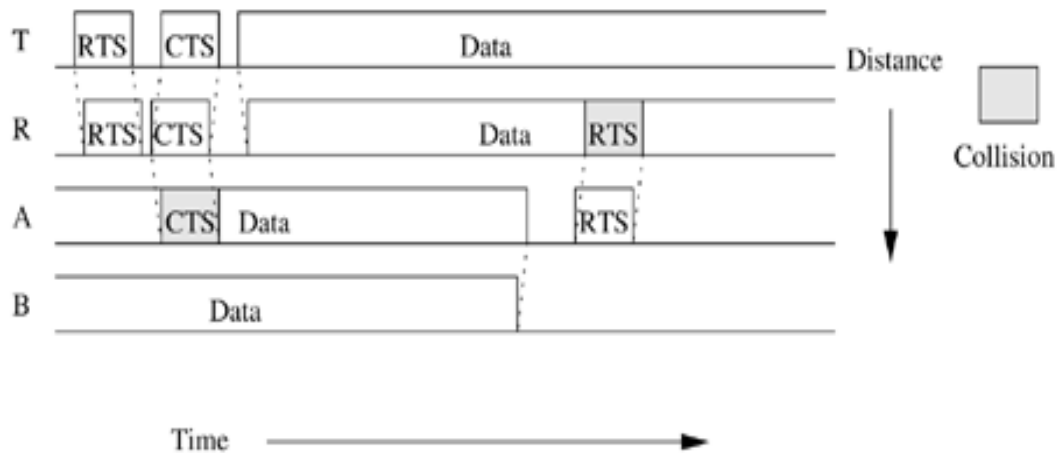 T RTS CTS Data
Distance
R RTS CTS Data RTS
Collision
A CTS Data RTS
B Data
Time